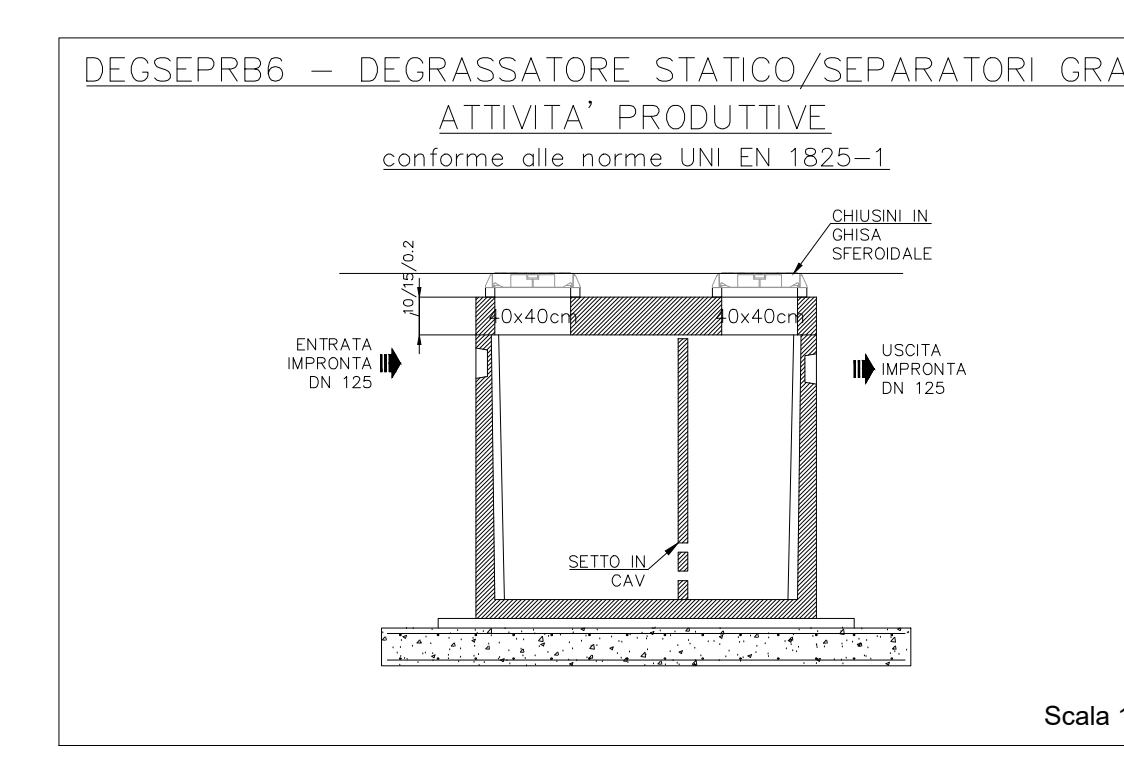 DEGSEPRB6 – DEGRASSATORE STATICO/SEPARATORI GRA
ATTIVITA' PRODUTTIVE
conforme alle norme UNI EN 1825–1
CHIUSINI IN
GHISA
SFEROIDALE
10/15/0.2
40x40cm
40x40cm
ENTRATA
IMPRONTA
DN 125
USCITA
IMPRONTA
DN 125
SETTO IN
CAV
Scala 1